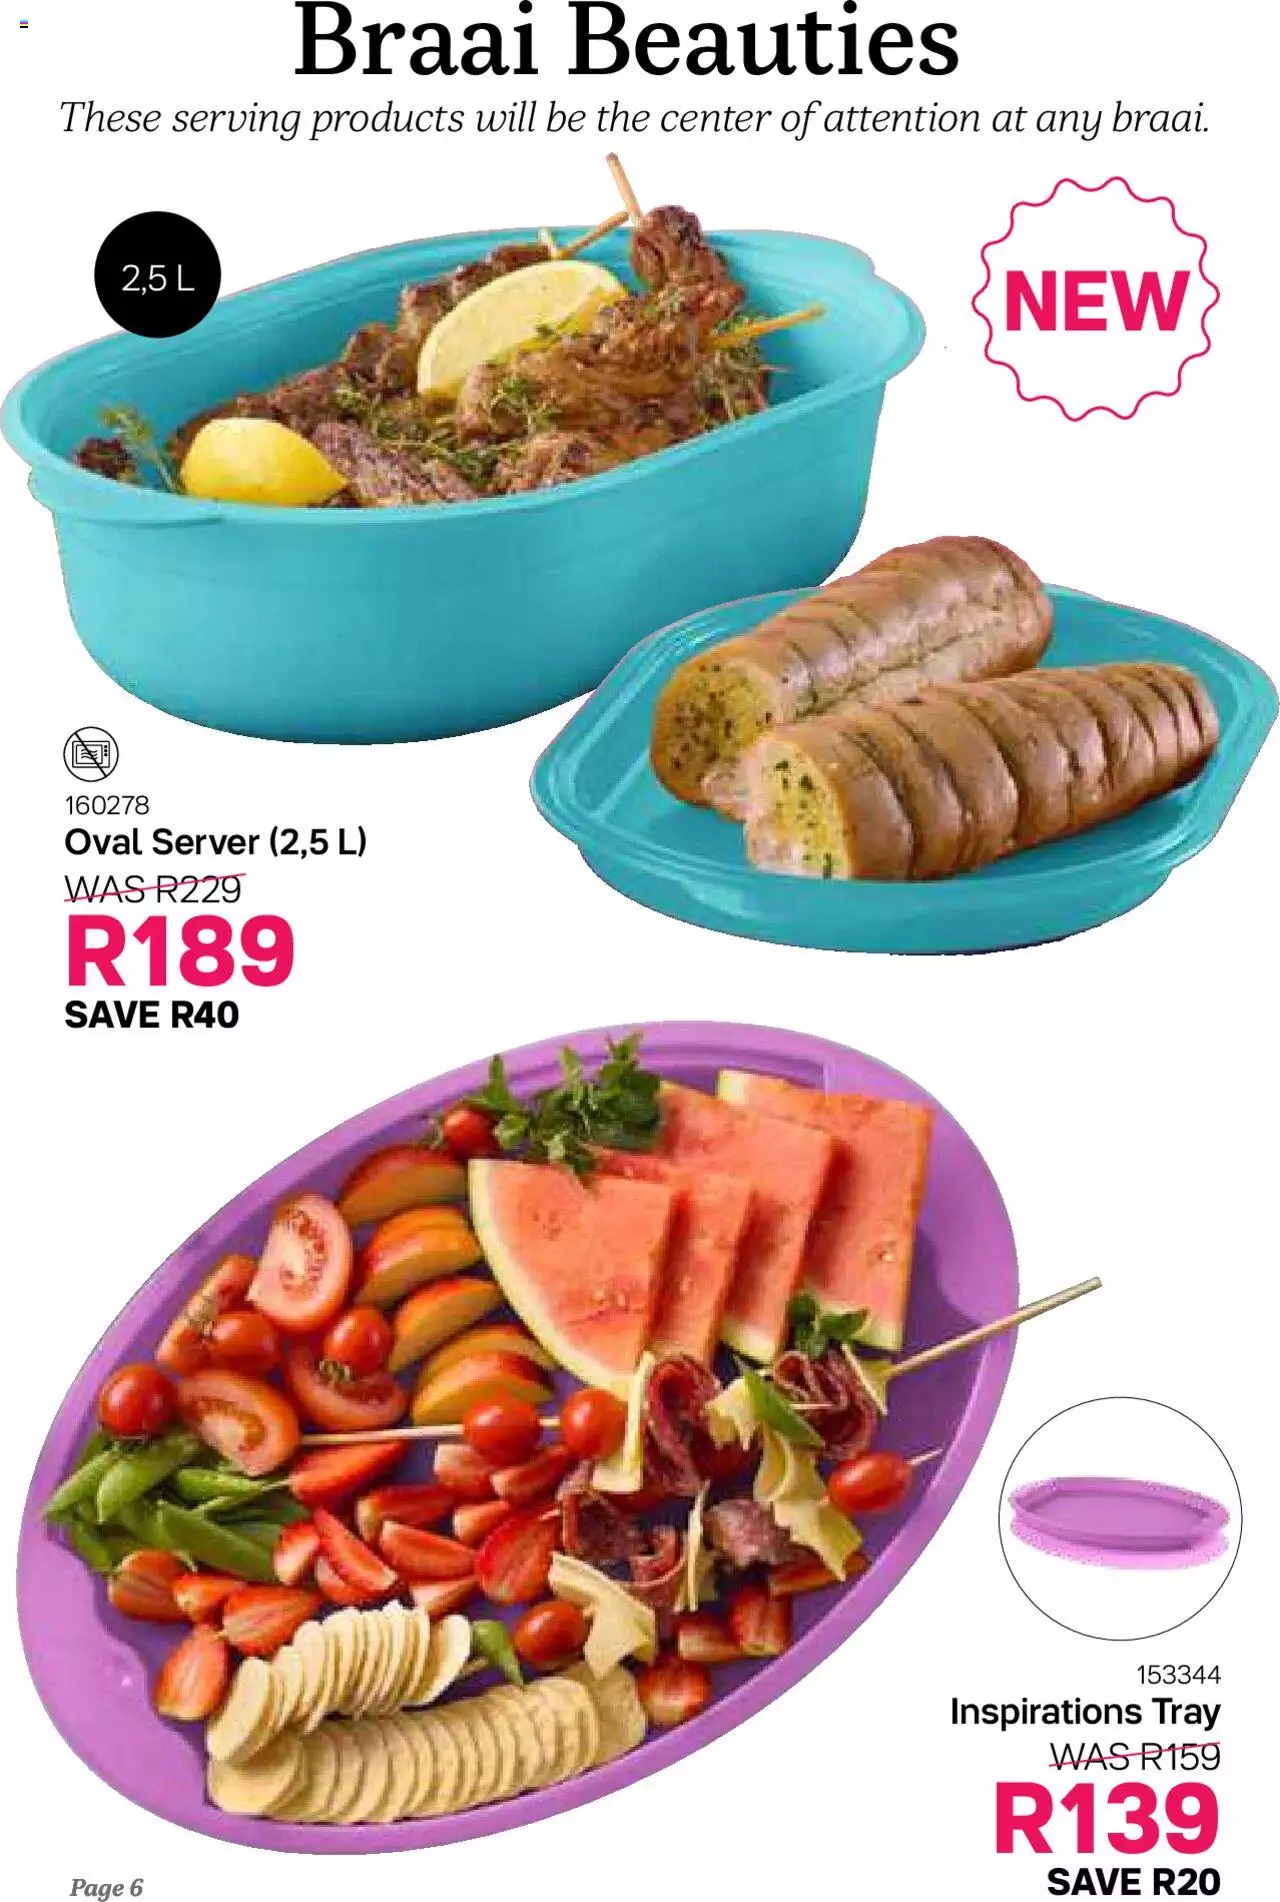 Braai Beauties
These serving products will be the center of attention at any braai.
2,5 L
NEW
160278
Oval Server (2,5 L)
WAS R229
R189
SAVE R40
153344
Inspirations Tray
WAS R159
R139
SAVE R20
Page 6